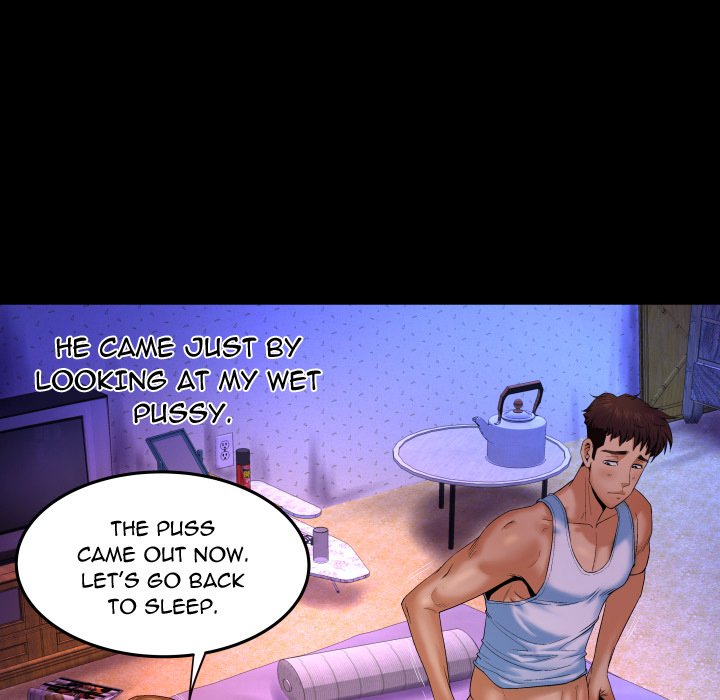 HE CAME JUST BY
LOOKING AT MY WET
PUSSY.
THE PUSS
CAME OUT NOW.
LET'S GO BACK
TO SLEEP.